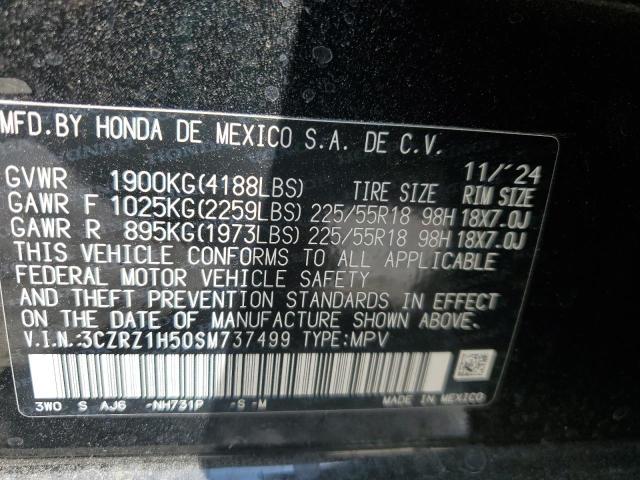 MFD.BY HONDA DE MEXICO S.A. DE C.V.
11/'24
GVWR 1900KG(4188LBS) TIRE SIZE RIM SIZE
GAWR F 1025KG(2259LBS) 225/55R18 98H 18X7.0J
GAWR R 895KG(1973LBS) 225/55R18 98H 18X7.0J
THIS VEHICLE CONFORMS TO ALL APPLICABLE
FEDERAL MOTOR VEHICLE SAFETY
AND THEFT PREVENTION STANDARDS IN EFFECT
ON THE DATE OF MANUFACTURE SHOWN ABOVE.
V.I.N.:3CZRZ1H50SM737499 TYPE:MPV
3WO S AJ6 -NH731P -S-M
MADE IN MEXICO